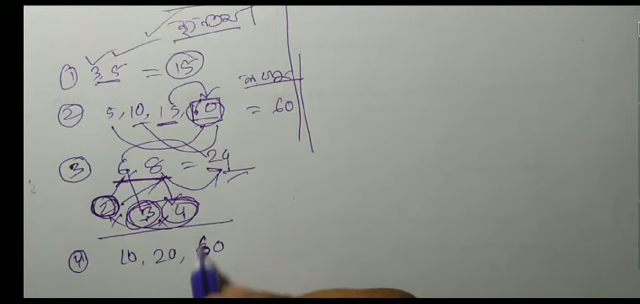 ① 3,5 = 15
② 5, 10, 15, = 60
③ 6 8 = 24
2 3 4
④ 10, 20, 60